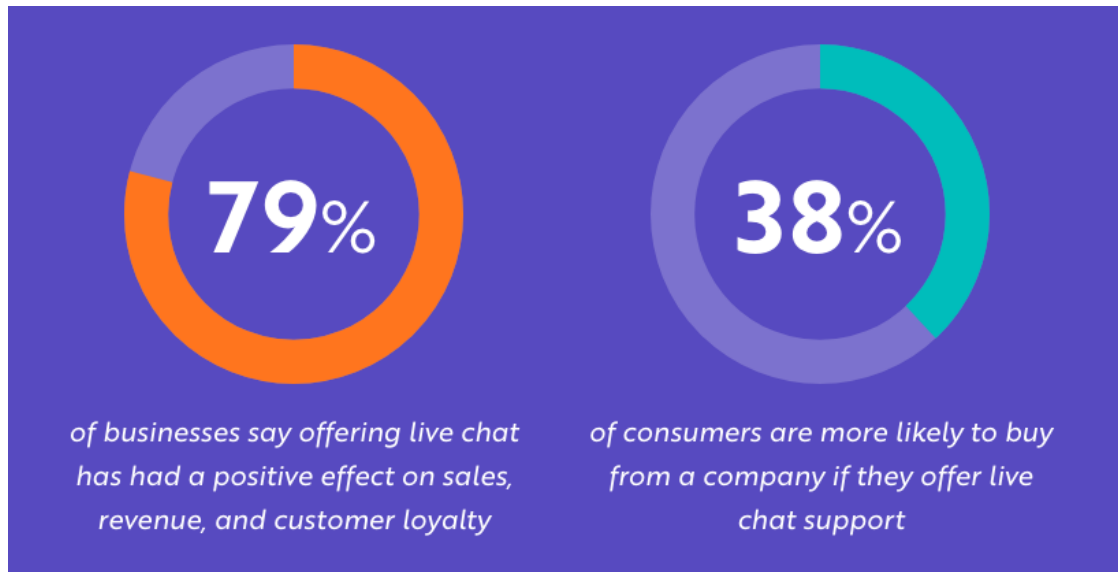 79%
of businesses say offering live chat
has had a positive effect on sales,
revenue, and customer loyalty
38%
of consumers are more likely to buy
from a company if they offer live
chat support